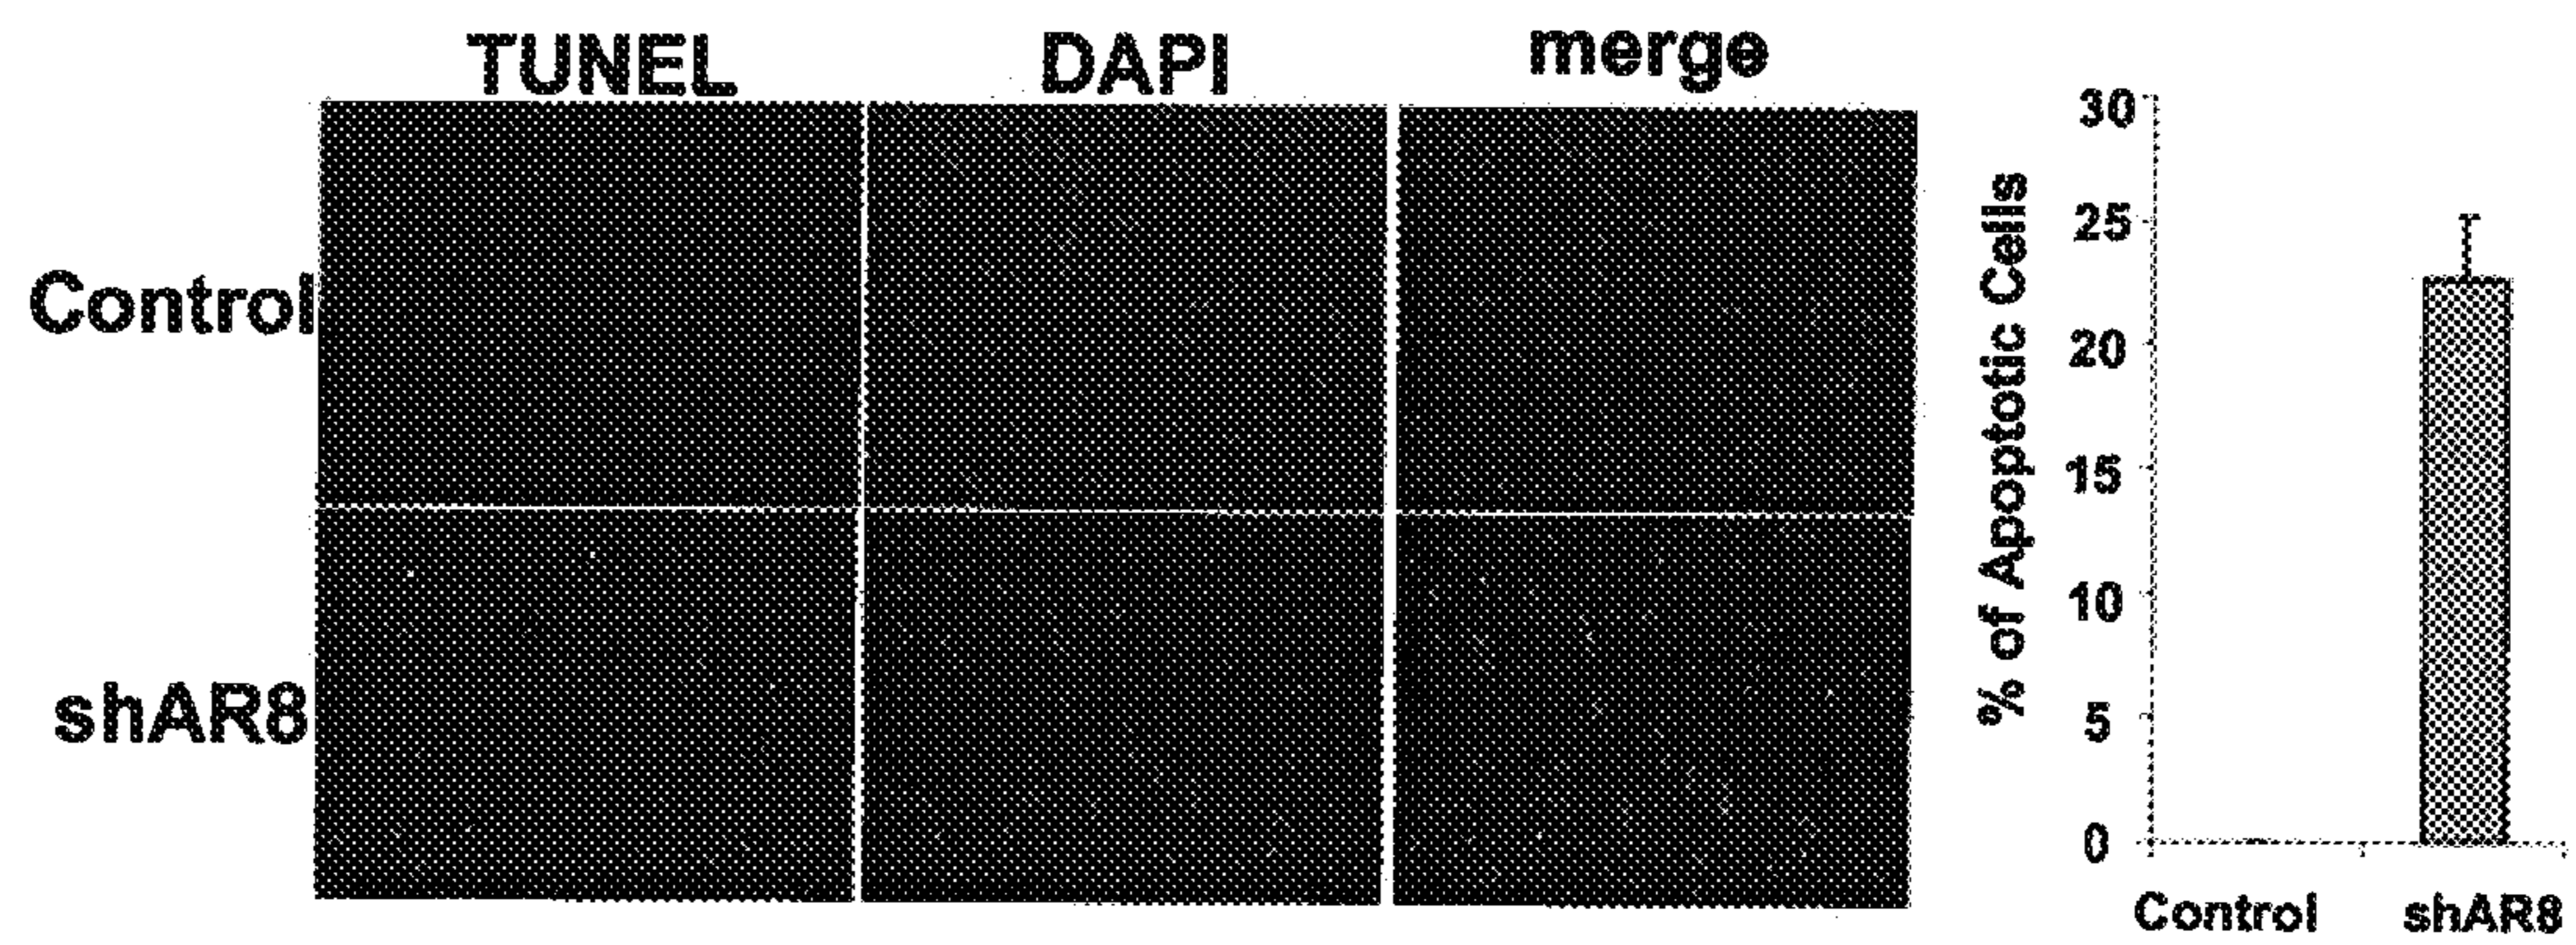 TUNEL DAPI merge
Control
shAR8
% of Apoptotic Cells
30
25
20
15
10
5
0
Control shAR8